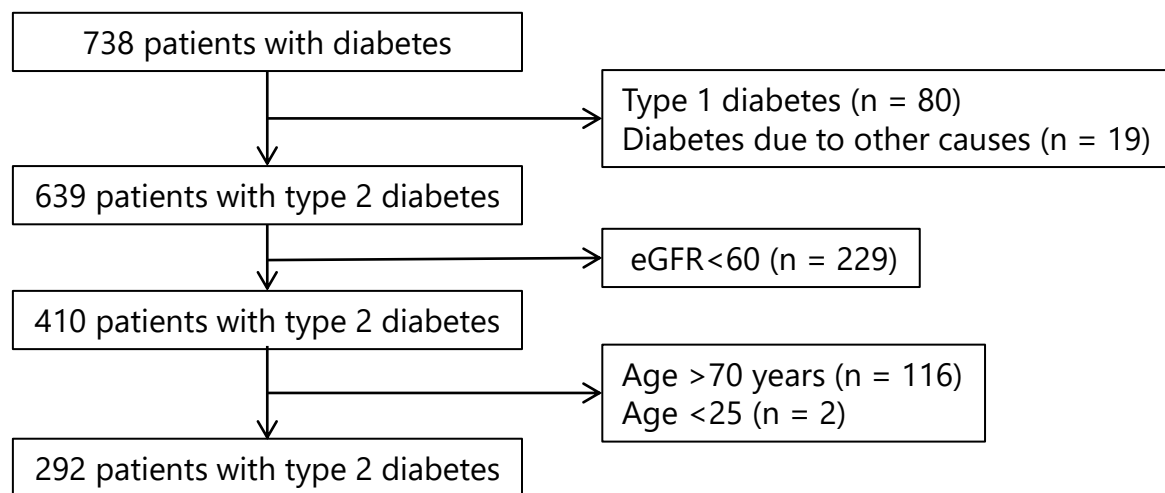 738 patients with diabetes
Type 1 diabetes (n = 80)
Diabetes due to other causes (n = 19)
639 patients with type 2 diabetes
eGFR<60 (n = 229)
410 patients with type 2 diabetes
Age >70 years (n = 116)
Age <25 (n = 2)
292 patients with type 2 diabetes